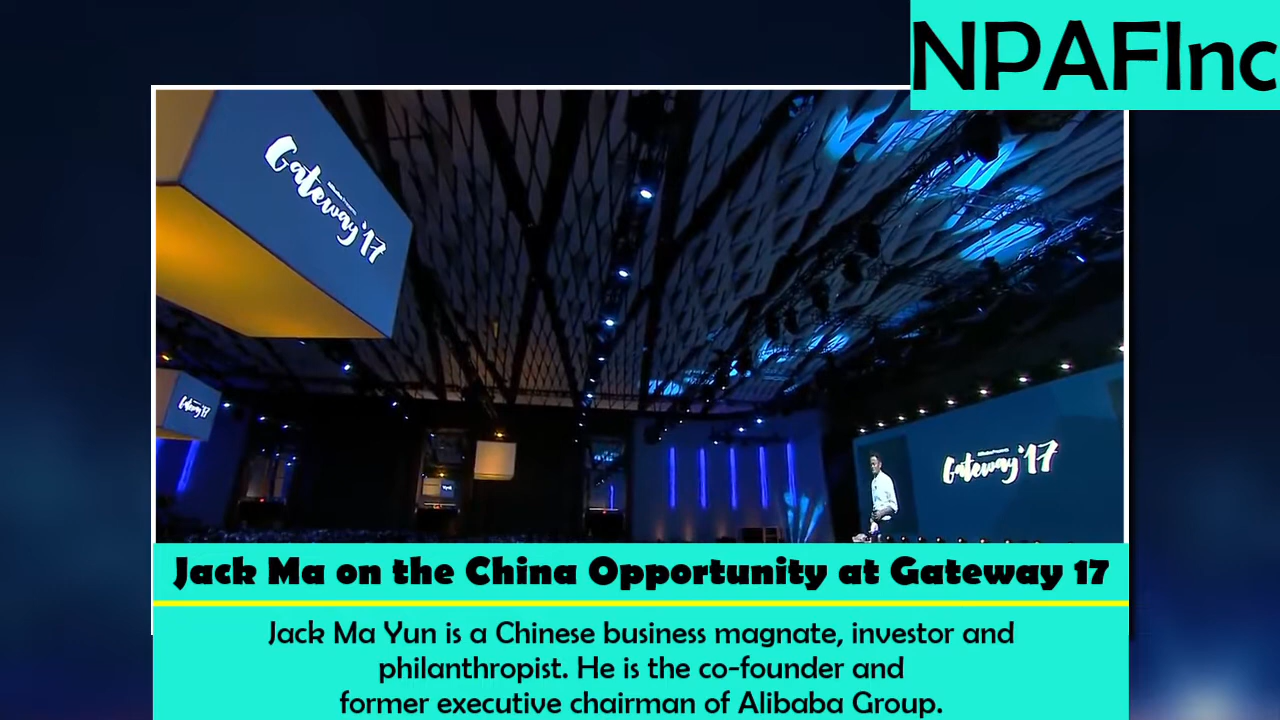 NPAFInc
Gateway'17
Gateway'17
Gateway'17
Jack Ma on the China Opportunity at Gateway 17
Jack Ma Yun is a Chinese business magnate, investor and
philanthropist. He is the co-founder and
former executive chairman of Alibaba Group.